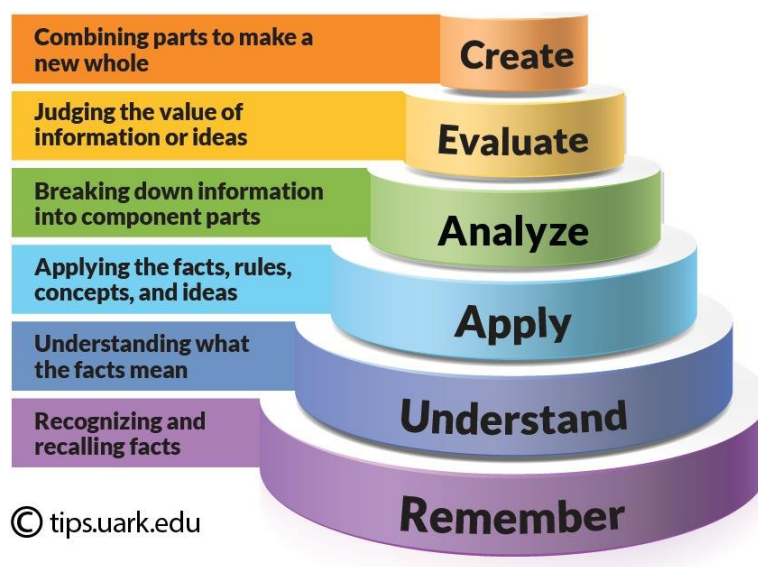 Combining parts to make a
new whole
Create
Judging the value of
information or ideas
Evaluate
Breaking down information
into component parts
Analyze
Applying the facts, rules,
concepts, and ideas
Apply
Understanding what
the facts mean
Understand
Recognizing and
recalling facts
Remember
© tips.uark.edu